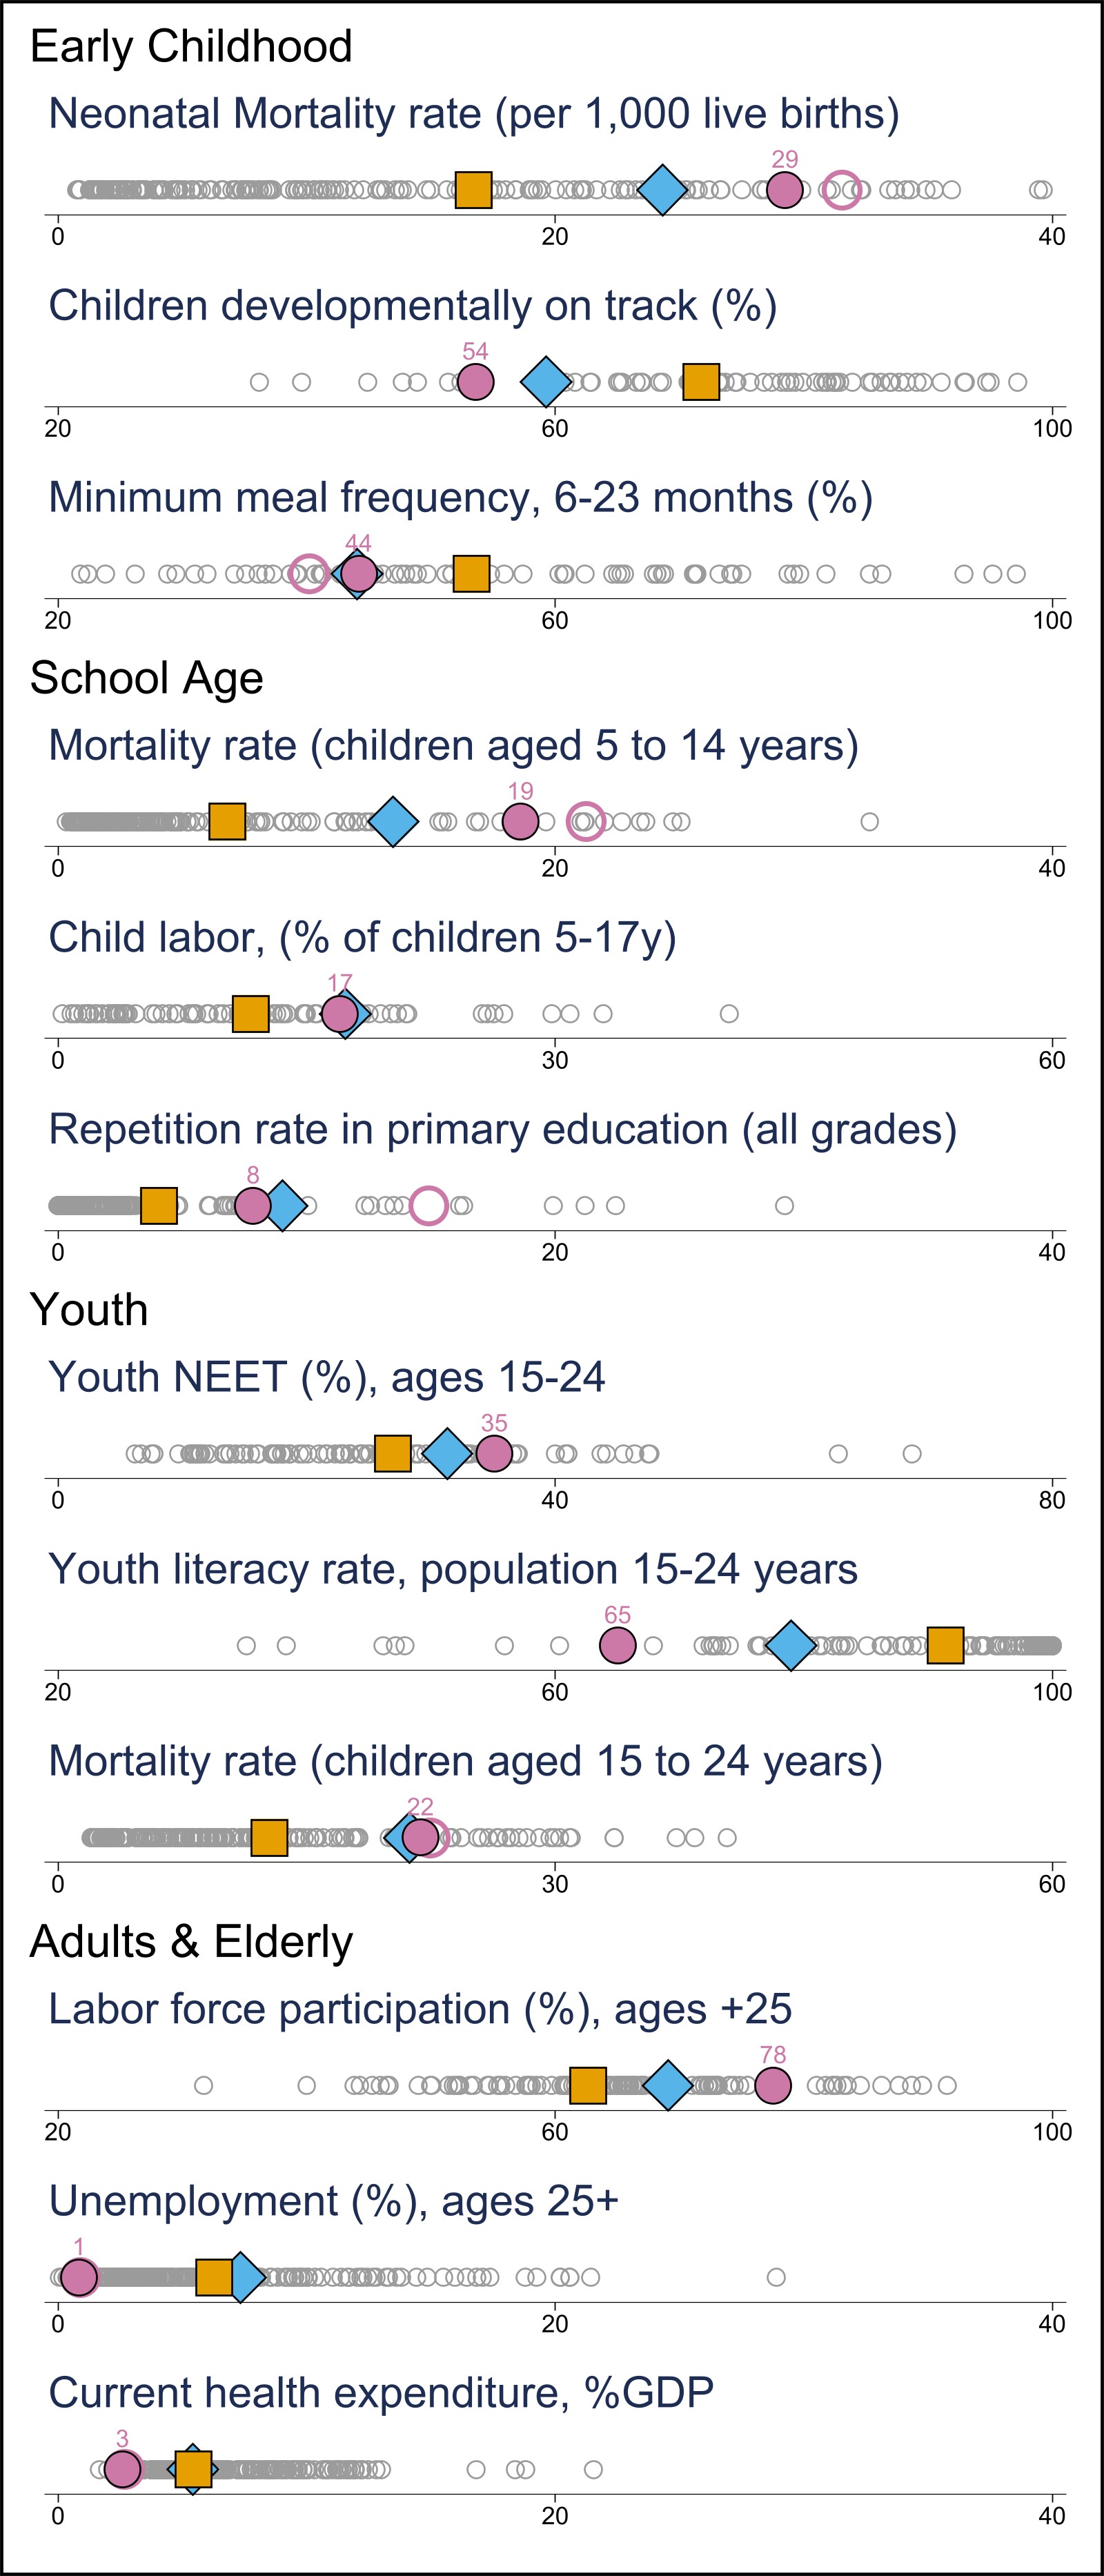 Early Childhood
Neonatal Mortality rate (per 1,000 live births)
29
0 20 40
Children developmentally on track (%)
54
20 60 100
Minimum meal frequency, 6-23 months (%)
44
20 60 100
School Age
Mortality rate (children aged 5 to 14 years)
19
0 20 40
Child labor, (% of children 5-17y)
17
0 30 60
Repetition rate in primary education (all grades)
8
0 20 40
Youth
Youth NEET (%), ages 15-24
35
0 40 80
Youth literacy rate, population 15-24 years
65
20 60 100
Mortality rate (children aged 15 to 24 years)
22
0 30 60
Adults & Elderly
Labor force participation (%), ages +25
78
20 60 100
Unemployment (%), ages 25+
1
0 20 40
Current health expenditure, %GDP
3
0 20 40